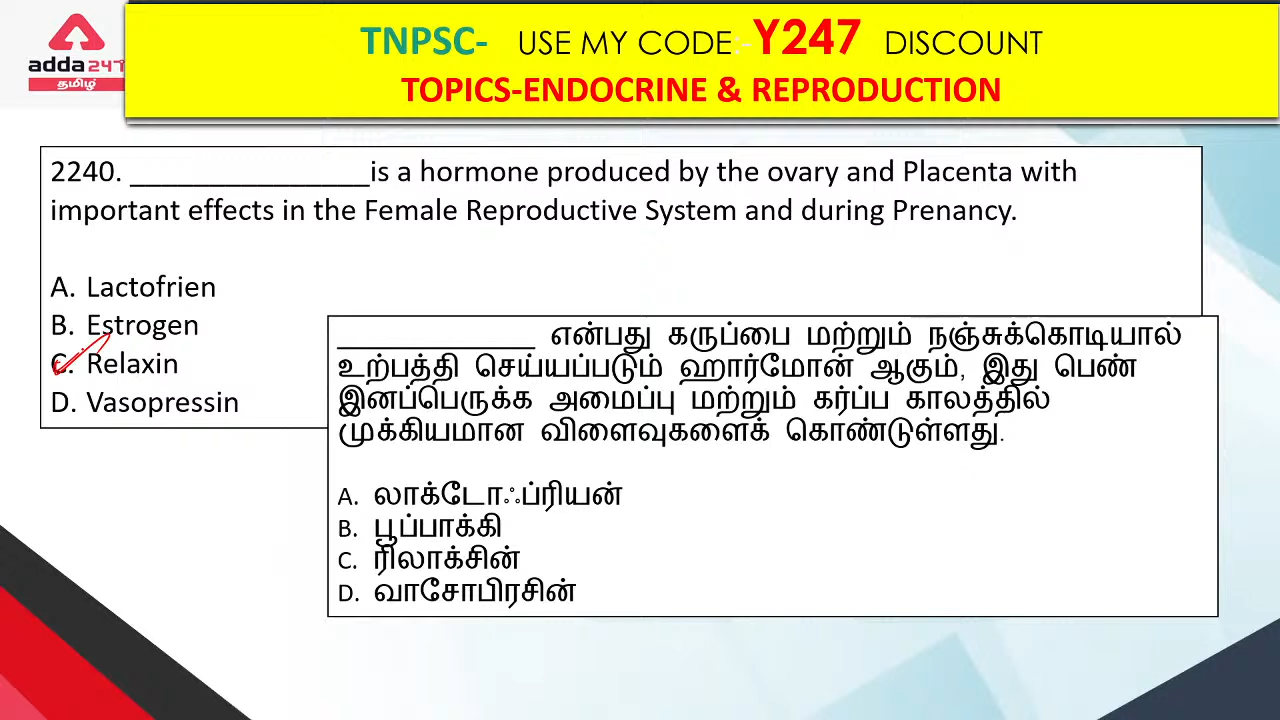 adda247
தமிழ்
TNPSC- USE MY CODE:-Y247 DISCOUNT
TOPICS-ENDOCRINE & REPRODUCTION
2240. _______________is a hormone produced by the ovary and Placenta with
important effects in the Female Reproductive System and during Prenancy.
A. Lactofrien
B. Estrogen
C. Relaxin
D. Vasopressin
_____________ என்பது கருப்பை மற்றும் நஞ்சுக்கொடியால்
உற்பத்தி செய்யப்படும் ஹார்மோன் ஆகும், இது பெண்
இனப்பெருக்க அமைப்பு மற்றும் கர்ப்ப காலத்தில்
முக்கியமான விளைவுகளைக் கொண்டுள்ளது.
A. லாக்டோஃப்ரியன்
B. பூப்பாக்கி
C. ரிலாக்சின்
D. வாசோபிரசின்